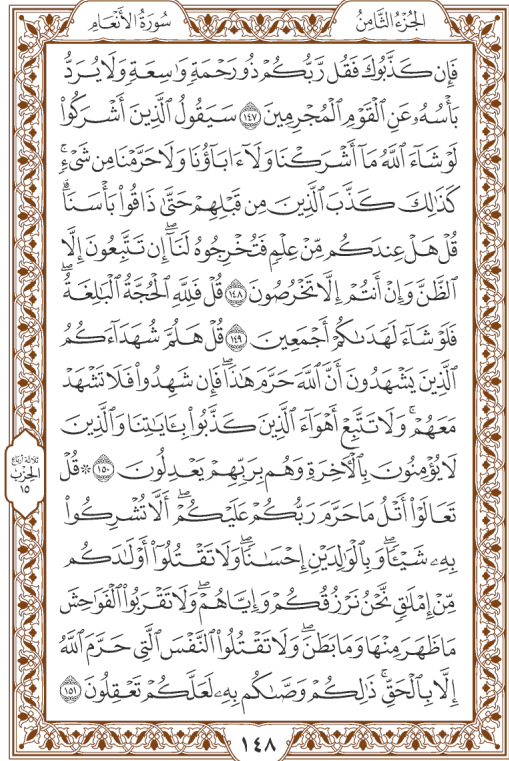 الجُزْءُ الثَّامِنُ
سُورَةُ الأَنْعَامِ
فَإِن كَذَّبُوكَ فَقُل رَّبُّكُمْ ذُو رَحْمَةٍ وَٰسِعَةٍ وَلَا يُرَدُّ
بَأْسُهُۥ عَنِ ٱلْقَوْمِ ٱلْمُجْرِمِينَ ١٤٧ سَيَقُولُ ٱلَّذِينَ أَشْرَكُوا۟
لَوْ شَآءَ ٱللَّهُ مَآ أَشْرَكْنَا وَلَآ ءَابَآؤُنَا وَلَا حَرَّمْنَا مِن شَىْءٍۚ
كَذَٰلِكَ كَذَّبَ ٱلَّذِينَ مِن قَبْلِهِمْ حَتَّىٰ ذَاقُوا۟ بَأْسَنَاۗ
قُلْ هَلْ عِندَكُم مِّنْ عِلْمٍ فَتُخْرِجُوهُ لَنَآۖ إِن تَتَّبِعُونَ إِلَّا
ٱلظَّنَّ وَإِنْ أَنتُمْ إِلَّا تَخْرُصُونَ ١٤٨ قُلْ فَلِلَّهِ ٱلْحُجَّةُ ٱلْبَٰلِغَةُۖ
فَلَوْ شَآءَ لَهَدَىٰكُمْ أَجْمَعِينَ ١٤٩ قُلْ هَلُمَّ شُهَدَآءَكُمُ
ٱلَّذِينَ يَشْهَدُونَ أَنَّ ٱللَّهَ حَرَّمَ هَٰذَاۖ فَإِن شَهِدُوا۟ فَلَا تَشْهَدْ
مَعَهُمْۚ وَلَا تَتَّبِعْ أَهْوَآءَ ٱلَّذِينَ كَذَّبُوا۟ بِـَٔايَٰتِنَا وَٱلَّذِينَ
لَا يُؤْمِنُونَ بِٱلْـَٔاخِرَةِ وَهُم بِرَبِّهِمْ يَعْدِلُونَ ١٥٠ ۞ قُلْ
تَعَالَوْا۟ أَتْلُ مَا حَرَّمَ رَبُّكُمْ عَلَيْكُمْۖ أَلَّا تُشْرِكُوا۟
بِهِۦ شَيْـًٔاۖ وَبِٱلْوَٰلِدَيْنِ إِحْسَٰنًاۖ وَلَا تَقْتُلُوٓا۟ أَوْلَٰدَكُم
مِّنْ إِمْلَٰقٍۖ نَّحْنُ نَرْزُقُكُمْ وَإِيَّاهُمْۖ وَلَا تَقْرَبُوا۟ ٱلْفَوَٰحِشَ
مَا ظَهَرَ مِنْهَا وَمَا بَطَنَۖ وَلَا تَقْتُلُوا۟ ٱلنَّفْسَ ٱلَّتِى حَرَّمَ ٱللَّهُ
إِلَّا بِٱلْحَقِّۚ ذَٰلِكُمْ وَصَّىٰكُم بِهِۦ لَعَلَّكُمْ تَعْقِلُونَ ١٥١
ثلاثة أرباع
الحِزْب
١٥
١٤٨